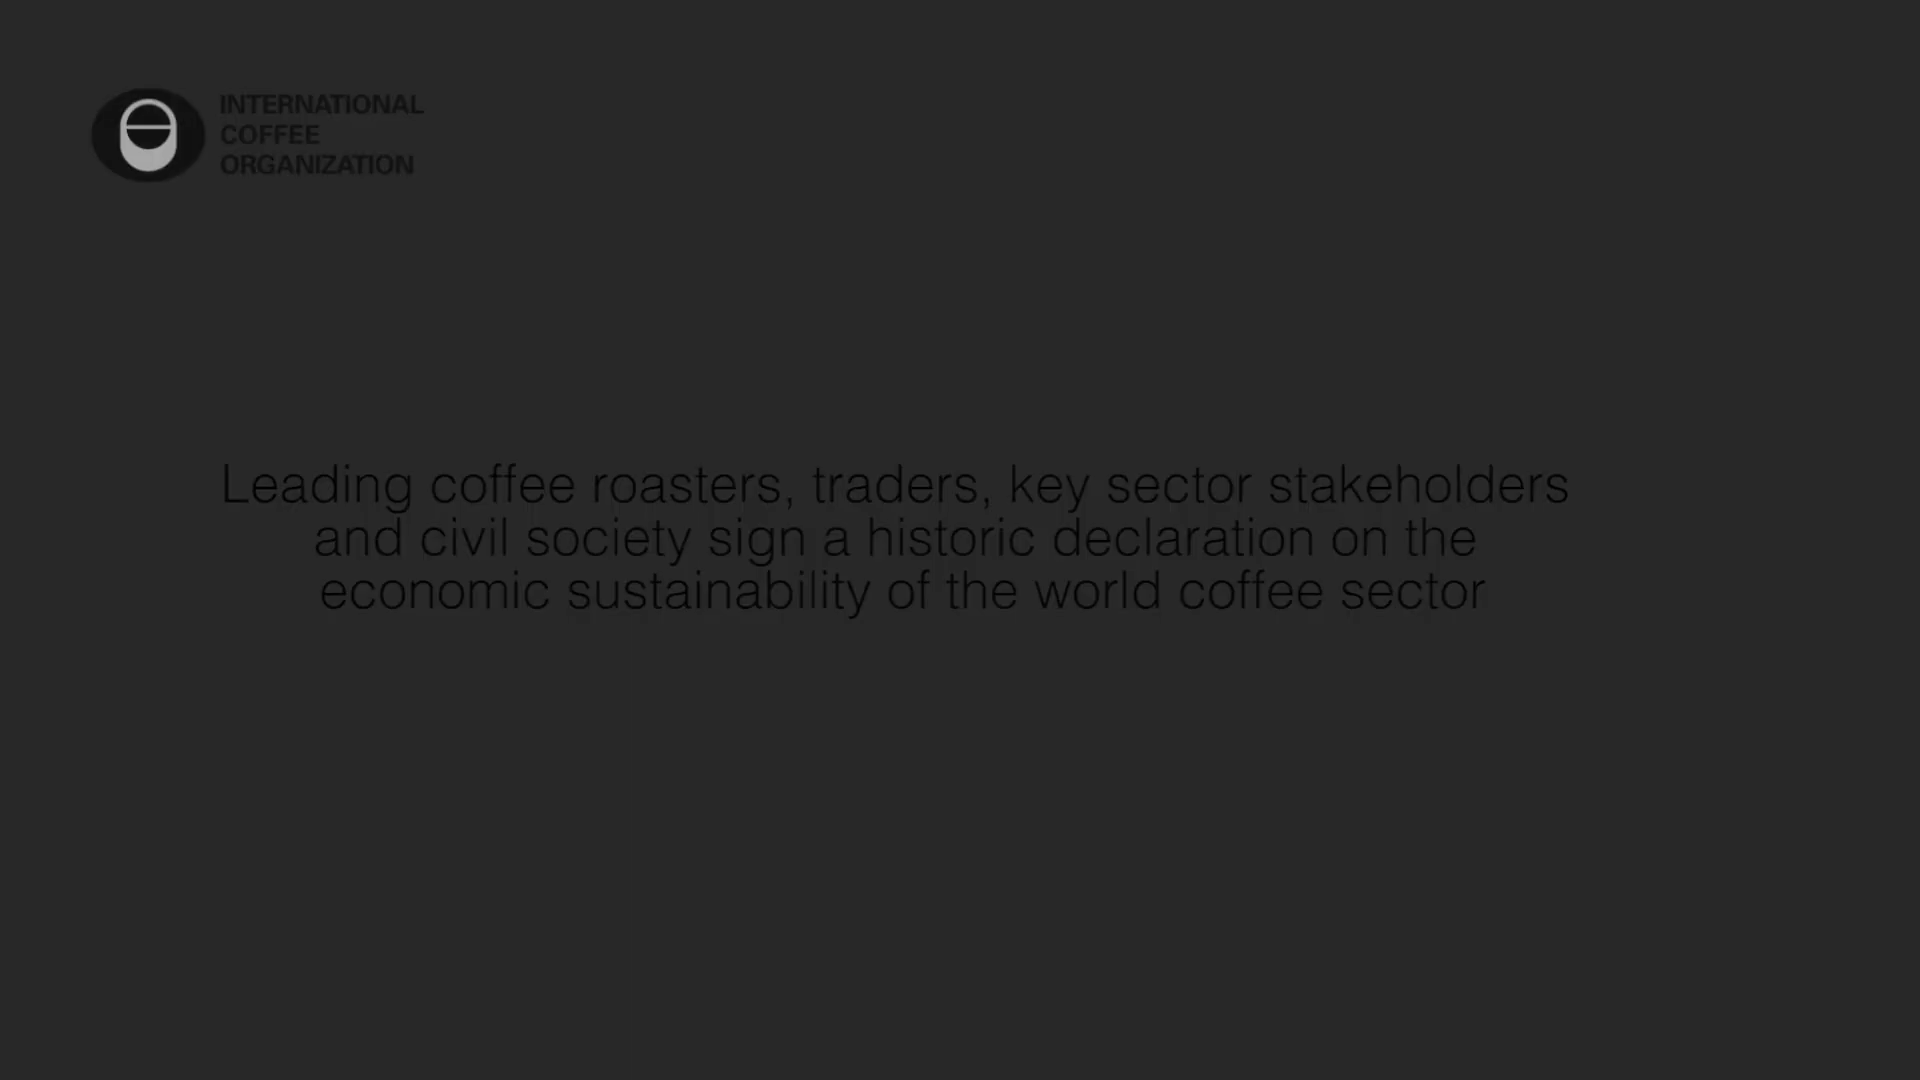 INTERNATIONAL
COFFEE
ORGANIZATION
Leading coffee roasters, traders, key sector stakeholders
and civil society sign a historic declaration on the
economic sustainability of the world coffee sector